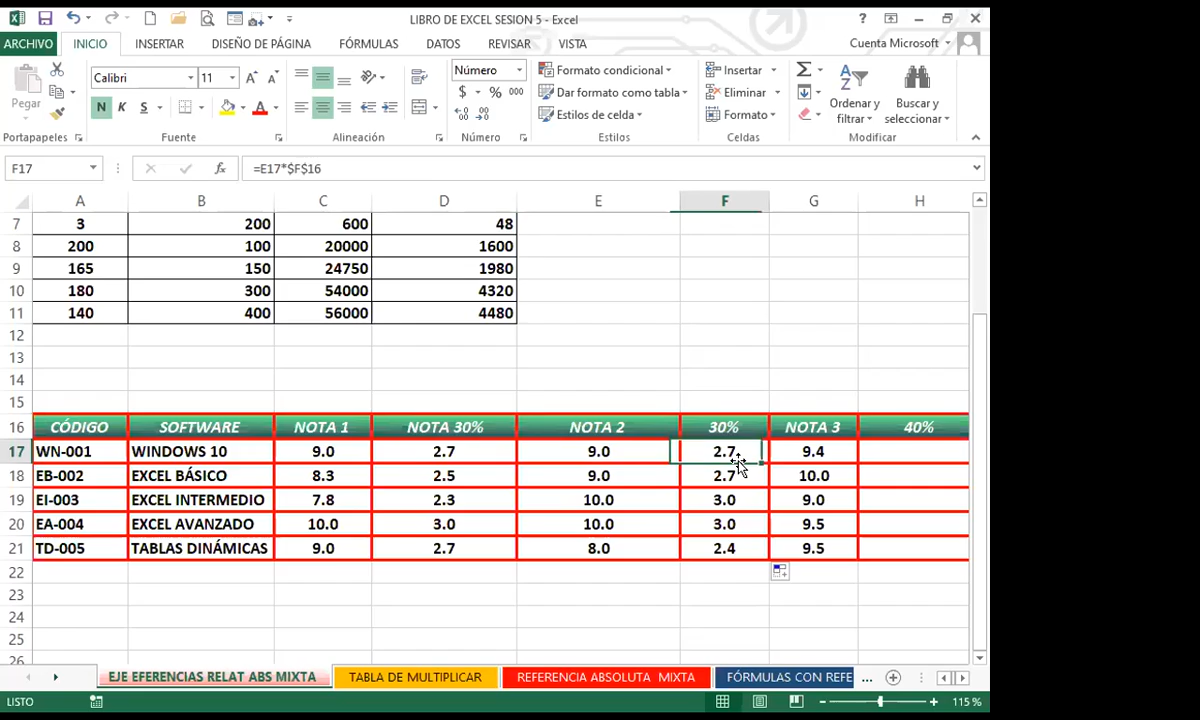 LIBRO DE EXCEL SESION 5 - Excel
ARCHIVO INICIO INSERTAR DISEÑO DE PÁGINA FÓRMULAS DATOS REVISAR VISTA Cuenta Microsoft
Pegar
Calibri 11
N K S
Número
$ % 000
Formato condicional
Dar formato como tabla
Estilos de celda
Insertar
Eliminar
Formato
Ordenar y filtrar
Buscar y seleccionar
Portapapeles Fuente Alineación Número Estilos Celdas Modificar
F17 fx =E17*$F$16
A B C D E F G H
7 3 200 600 48
8 200 100 20000 1600
9 165 150 24750 1980
10 180 300 54000 4320
11 140 400 56000 4480
12
13
14
15
16 CÓDIGO SOFTWARE NOTA 1 NOTA 30% NOTA 2 30% NOTA 3 40%
17 WN-001 WINDOWS 10 9.0 2.7 9.0 2.7 9.4
18 EB-002 EXCEL BÁSICO 8.3 2.5 9.0 2.7 10.0
19 EI-003 EXCEL INTERMEDIO 7.8 2.3 10.0 3.0 9.0
20 EA-004 EXCEL AVANZADO 10.0 3.0 10.0 3.0 9.5
21 TD-005 TABLAS DINÁMICAS 9.0 2.7 8.0 2.4 9.5
22
23
24
25
26
EJE EFERENCIAS RELAT ABS MIXTA TABLA DE MULTIPLICAR REFERENCIA ABSOLUTA MIXTA FÓRMULAS CON REFE ...
LISTO 115 %